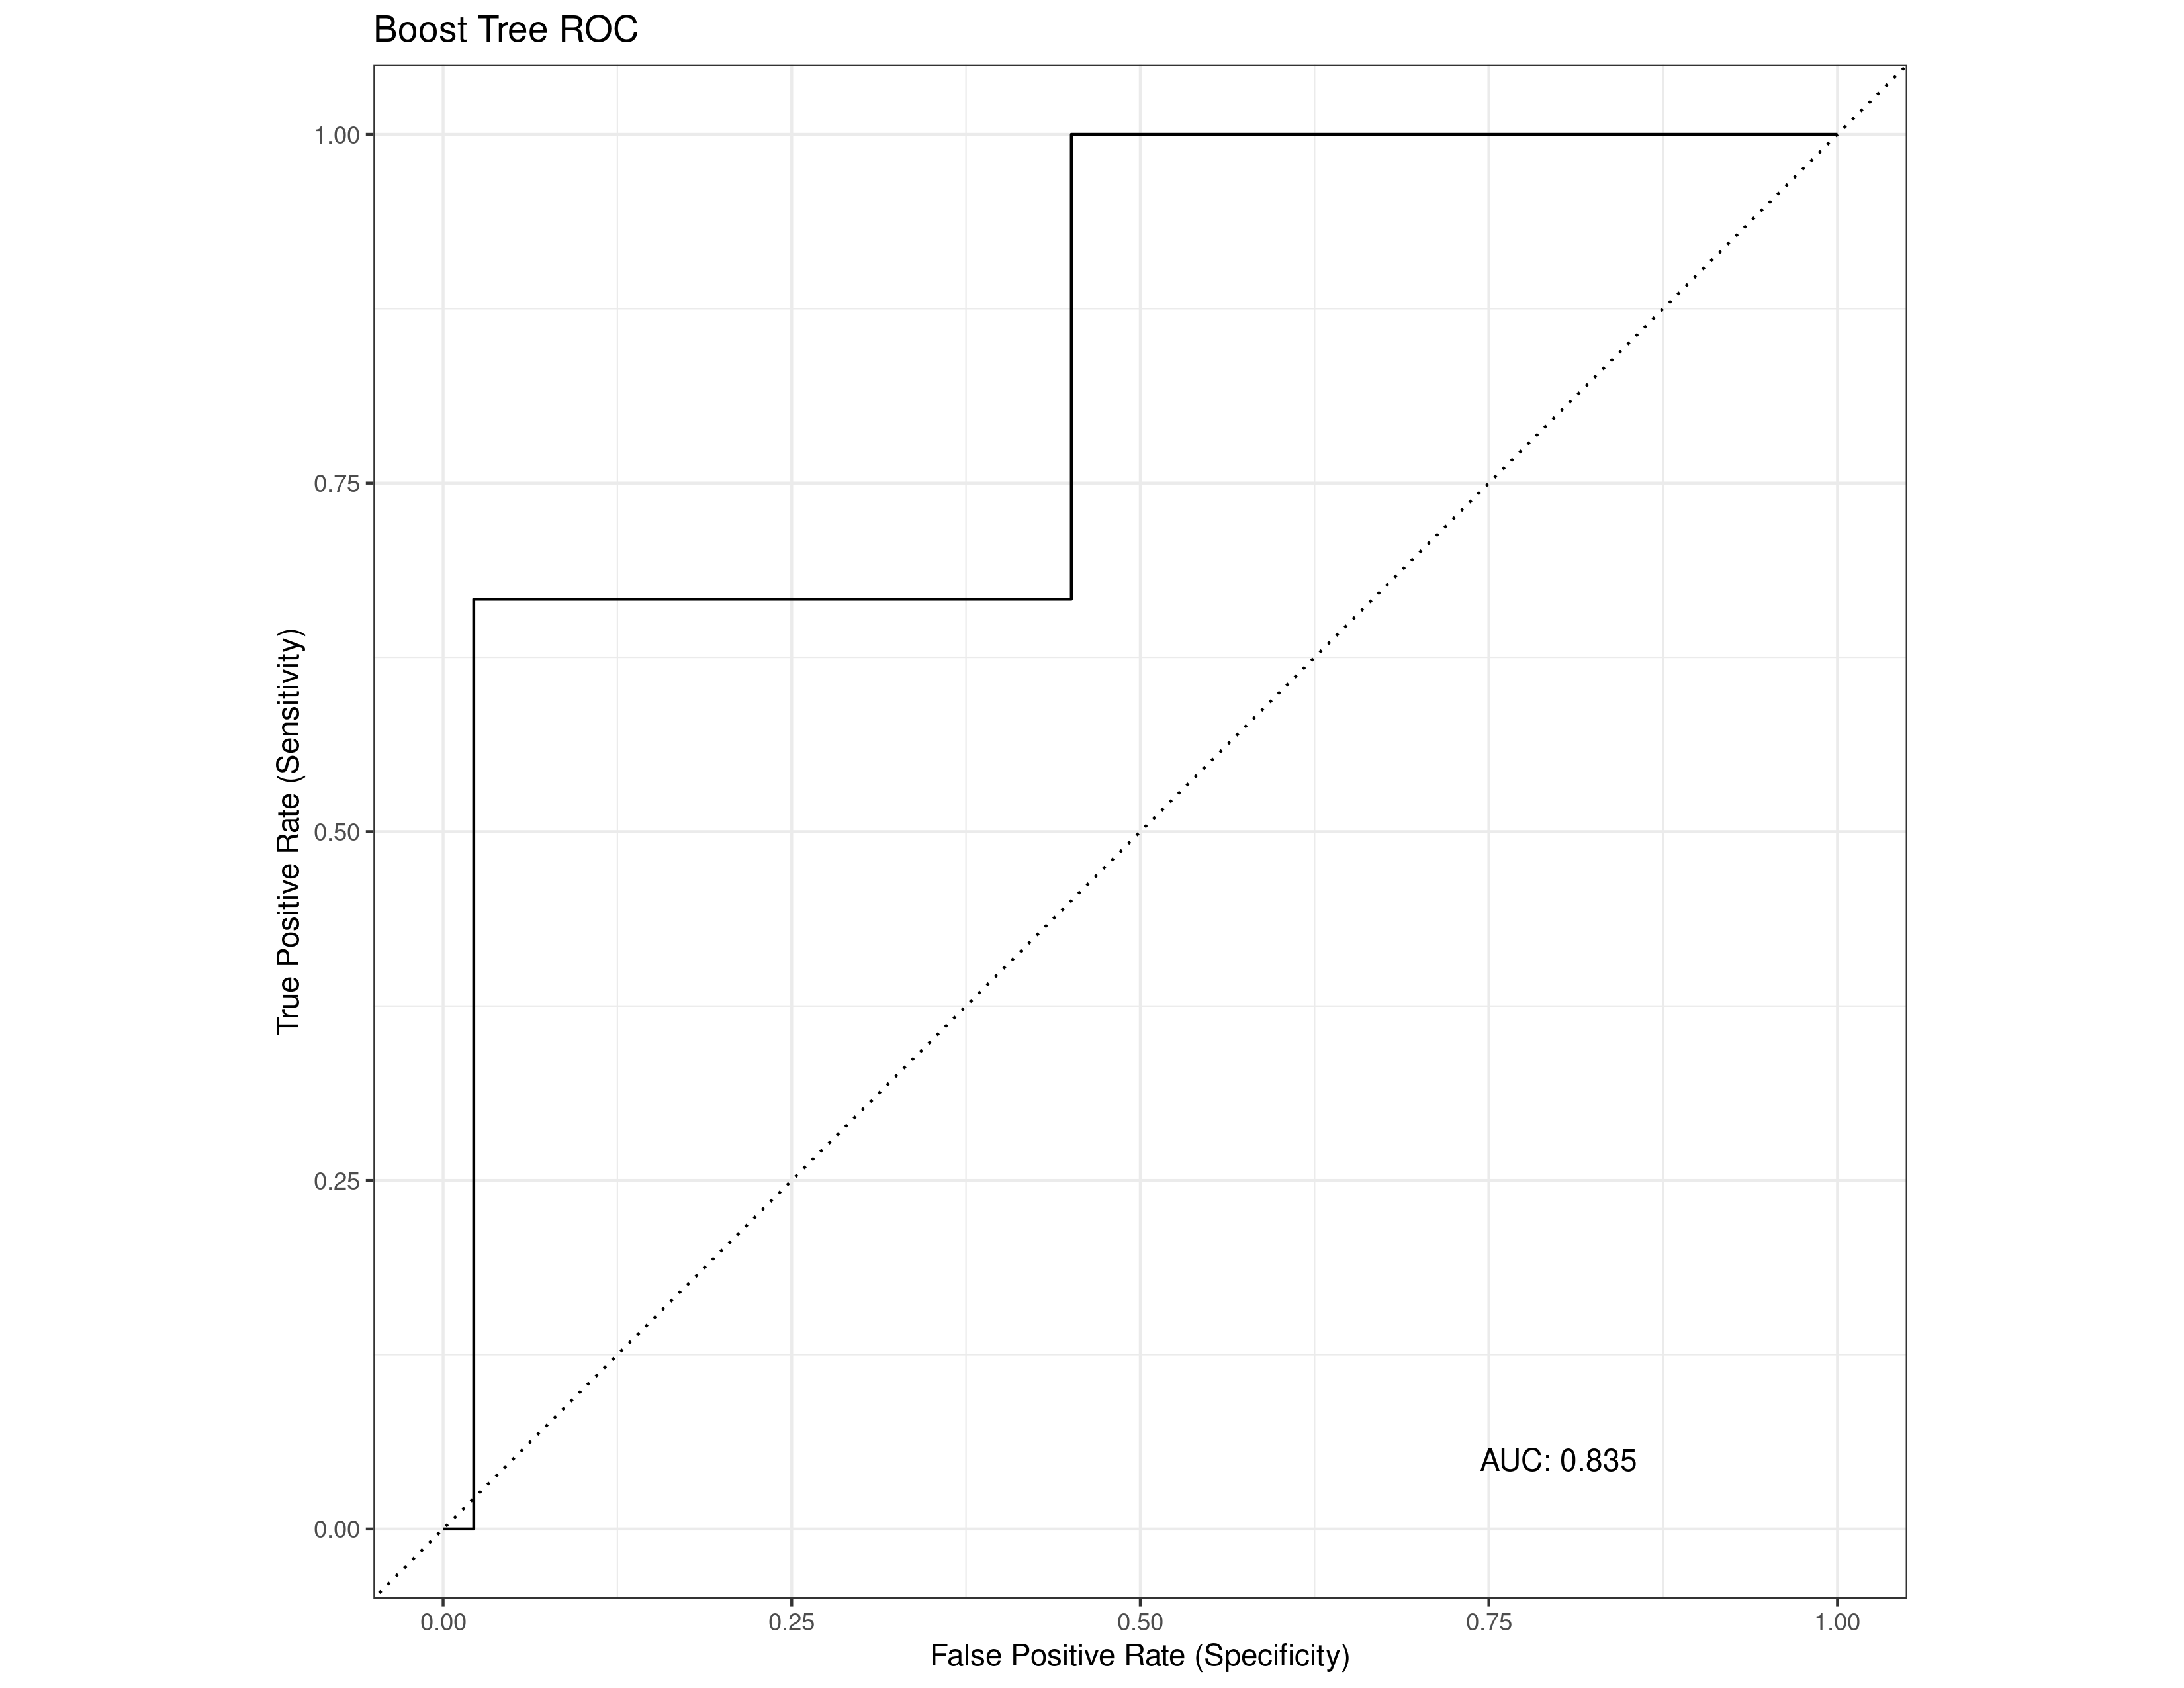 Boost Tree ROC
1.00
0.75
0.50
0.25
0.00
True Positive Rate (Sensitivity)
AUC: 0.835
0.00 0.25 0.50 0.75 1.00
False Positive Rate (Specificity)